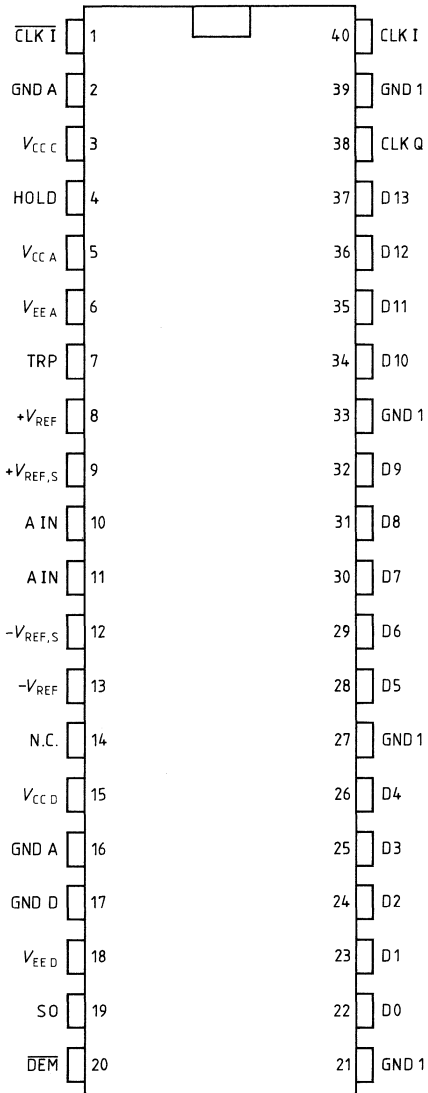 CLK I 1 40 CLK I
GND A 2 39 GND 1
VCC C 3 38 CLK Q
HOLD 4 37 D13
VCC A 5 36 D12
VEE A 6 35 D11
TRP 7 34 D10
+VREF 8 33 GND 1
+VREF,S 9 32 D9
A IN 10 31 D8
A IN 11 30 D7
−VREF,S 12 29 D6
−VREF 13 28 D5
N.C. 14 27 GND 1
VCC D 15 26 D4
GND A 16 25 D3
GND D 17 24 D2
VEE D 18 23 D1
SO 19 22 D0
DEM 20 21 GND 1